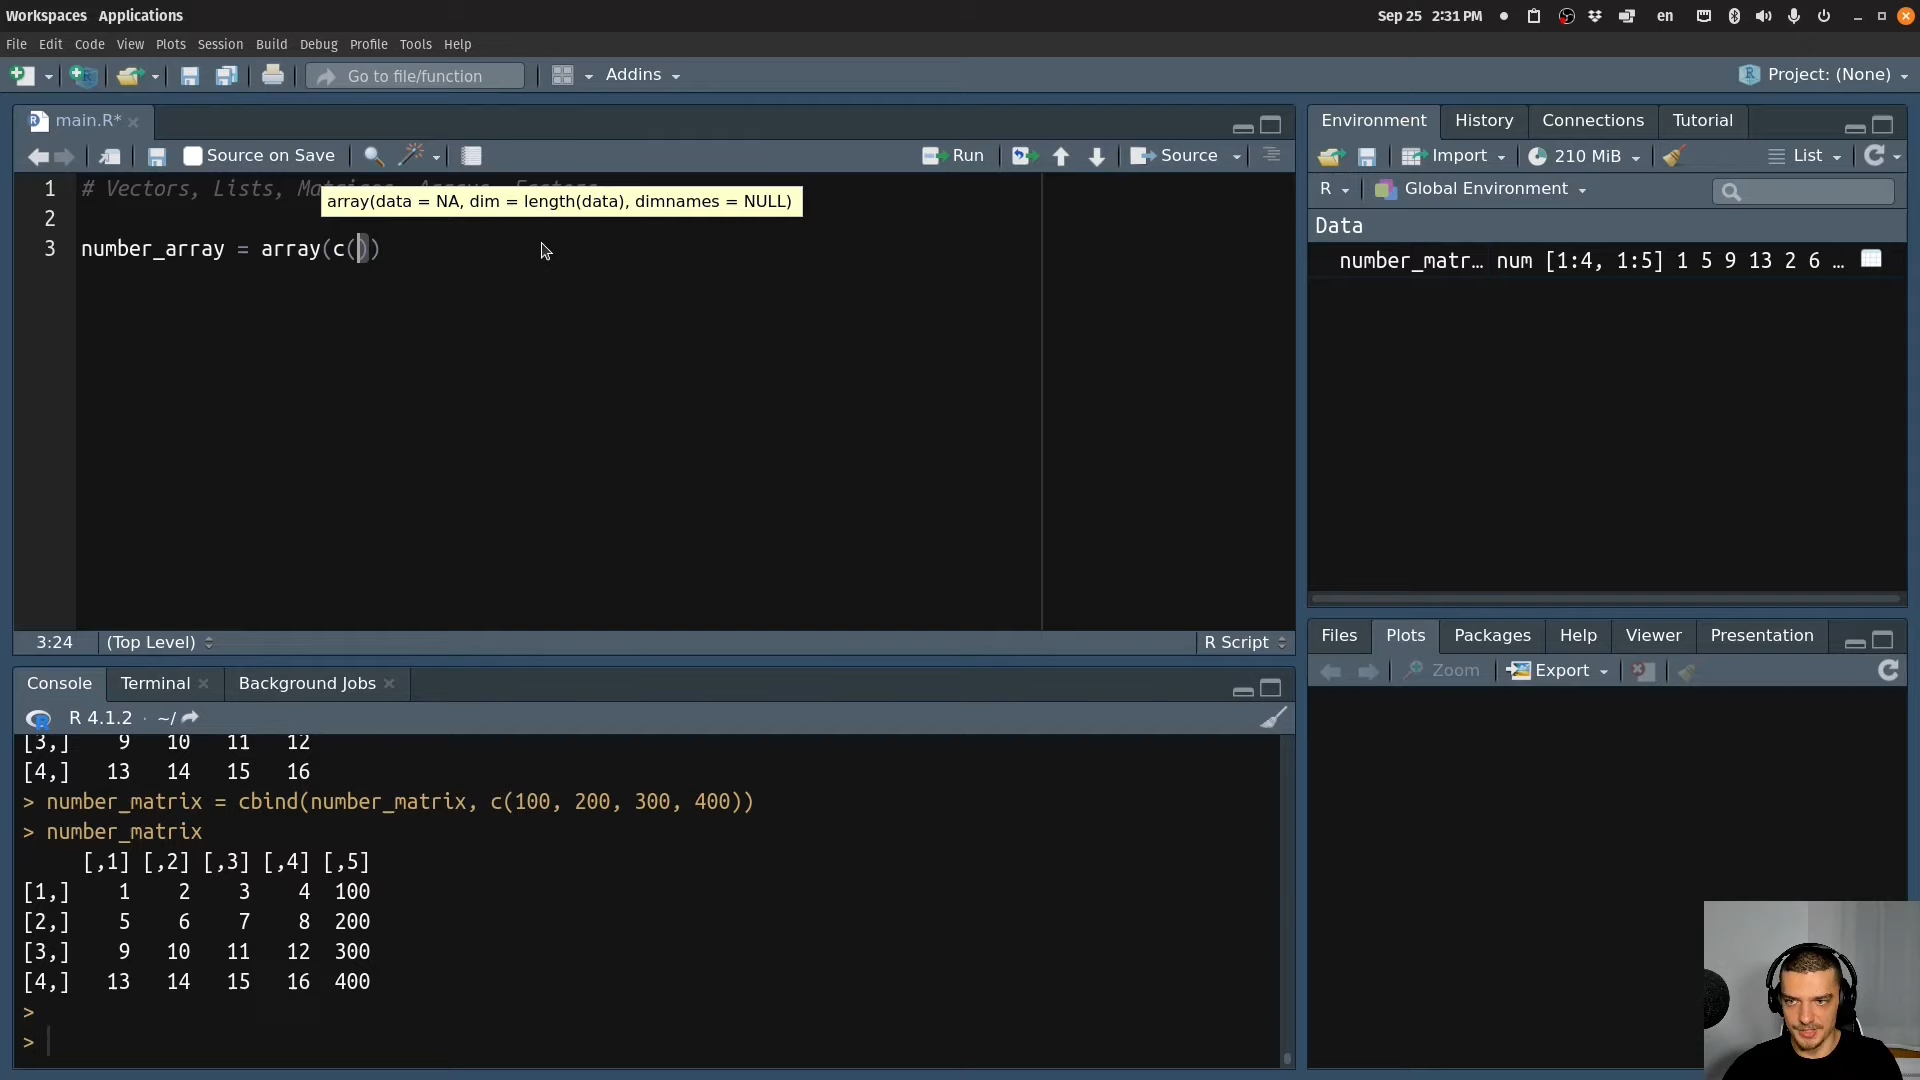 Workspaces Applications Sep 25 2:31 PM en
File Edit Code View Plots Session Build Debug Profile Tools Help
Go to file/function Addins Project: (None)
main.R*
Source on Save Run Source
1 # Vectors, Lists, Matrices, Arrays, Factors
array(data = NA, dim = length(data), dimnames = NULL)
2
3 number_array = array(c())
3:24 (Top Level) R Script
Console Terminal Background Jobs
R 4.1.2 · ~/
[3,] 9 10 11 12
[4,] 13 14 15 16
> number_matrix = cbind(number_matrix, c(100, 200, 300, 400))
> number_matrix
[,1] [,2] [,3] [,4] [,5]
[1,] 1 2 3 4 100
[2,] 5 6 7 8 200
[3,] 9 10 11 12 300
[4,] 13 14 15 16 400
>
>
Environment History Connections Tutorial
Import 210 MiB List
R Global Environment
Data
number_matr… num [1:4, 1:5] 1 5 9 13 2 6 …
Files Plots Packages Help Viewer Presentation
Zoom Export